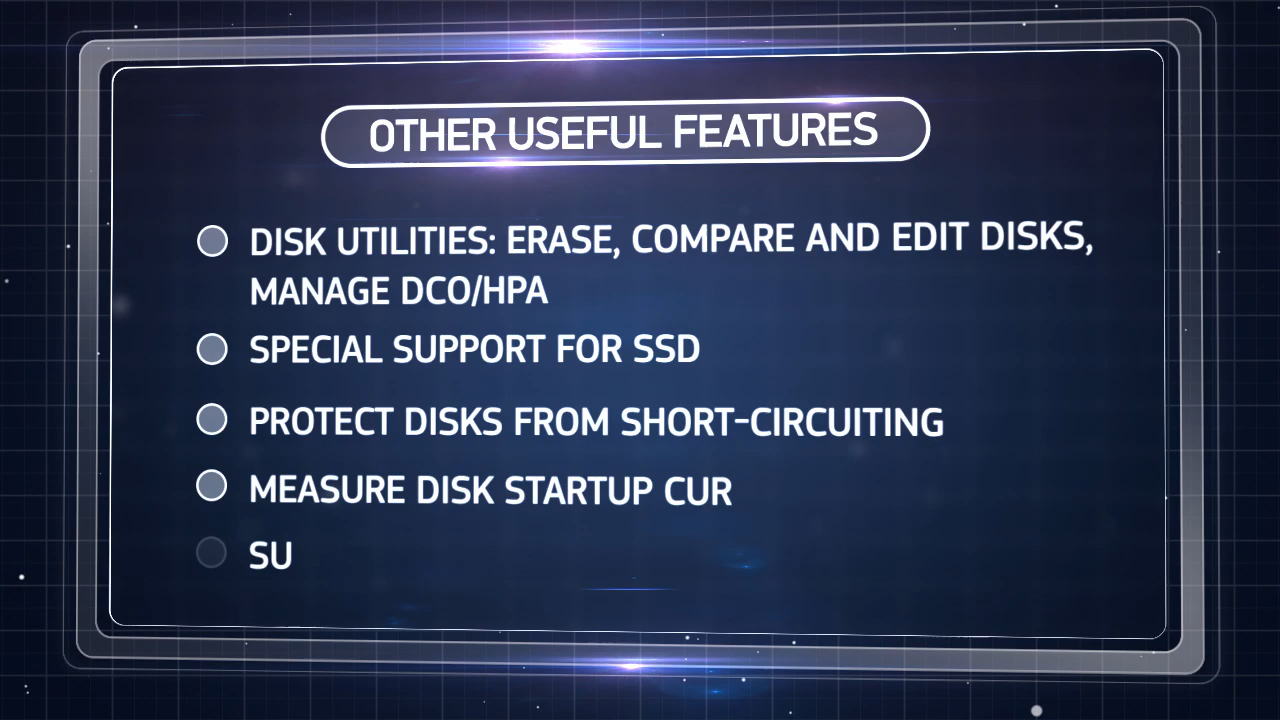 OTHER USEFUL FEATURES
DISK UTILITIES: ERASE, COMPARE AND EDIT DISKS,
MANAGE DCO/HPA
SPECIAL SUPPORT FOR SSD
PROTECT DISKS FROM SHORT-CIRCUITING
MEASURE DISK STARTUP CUR
SU